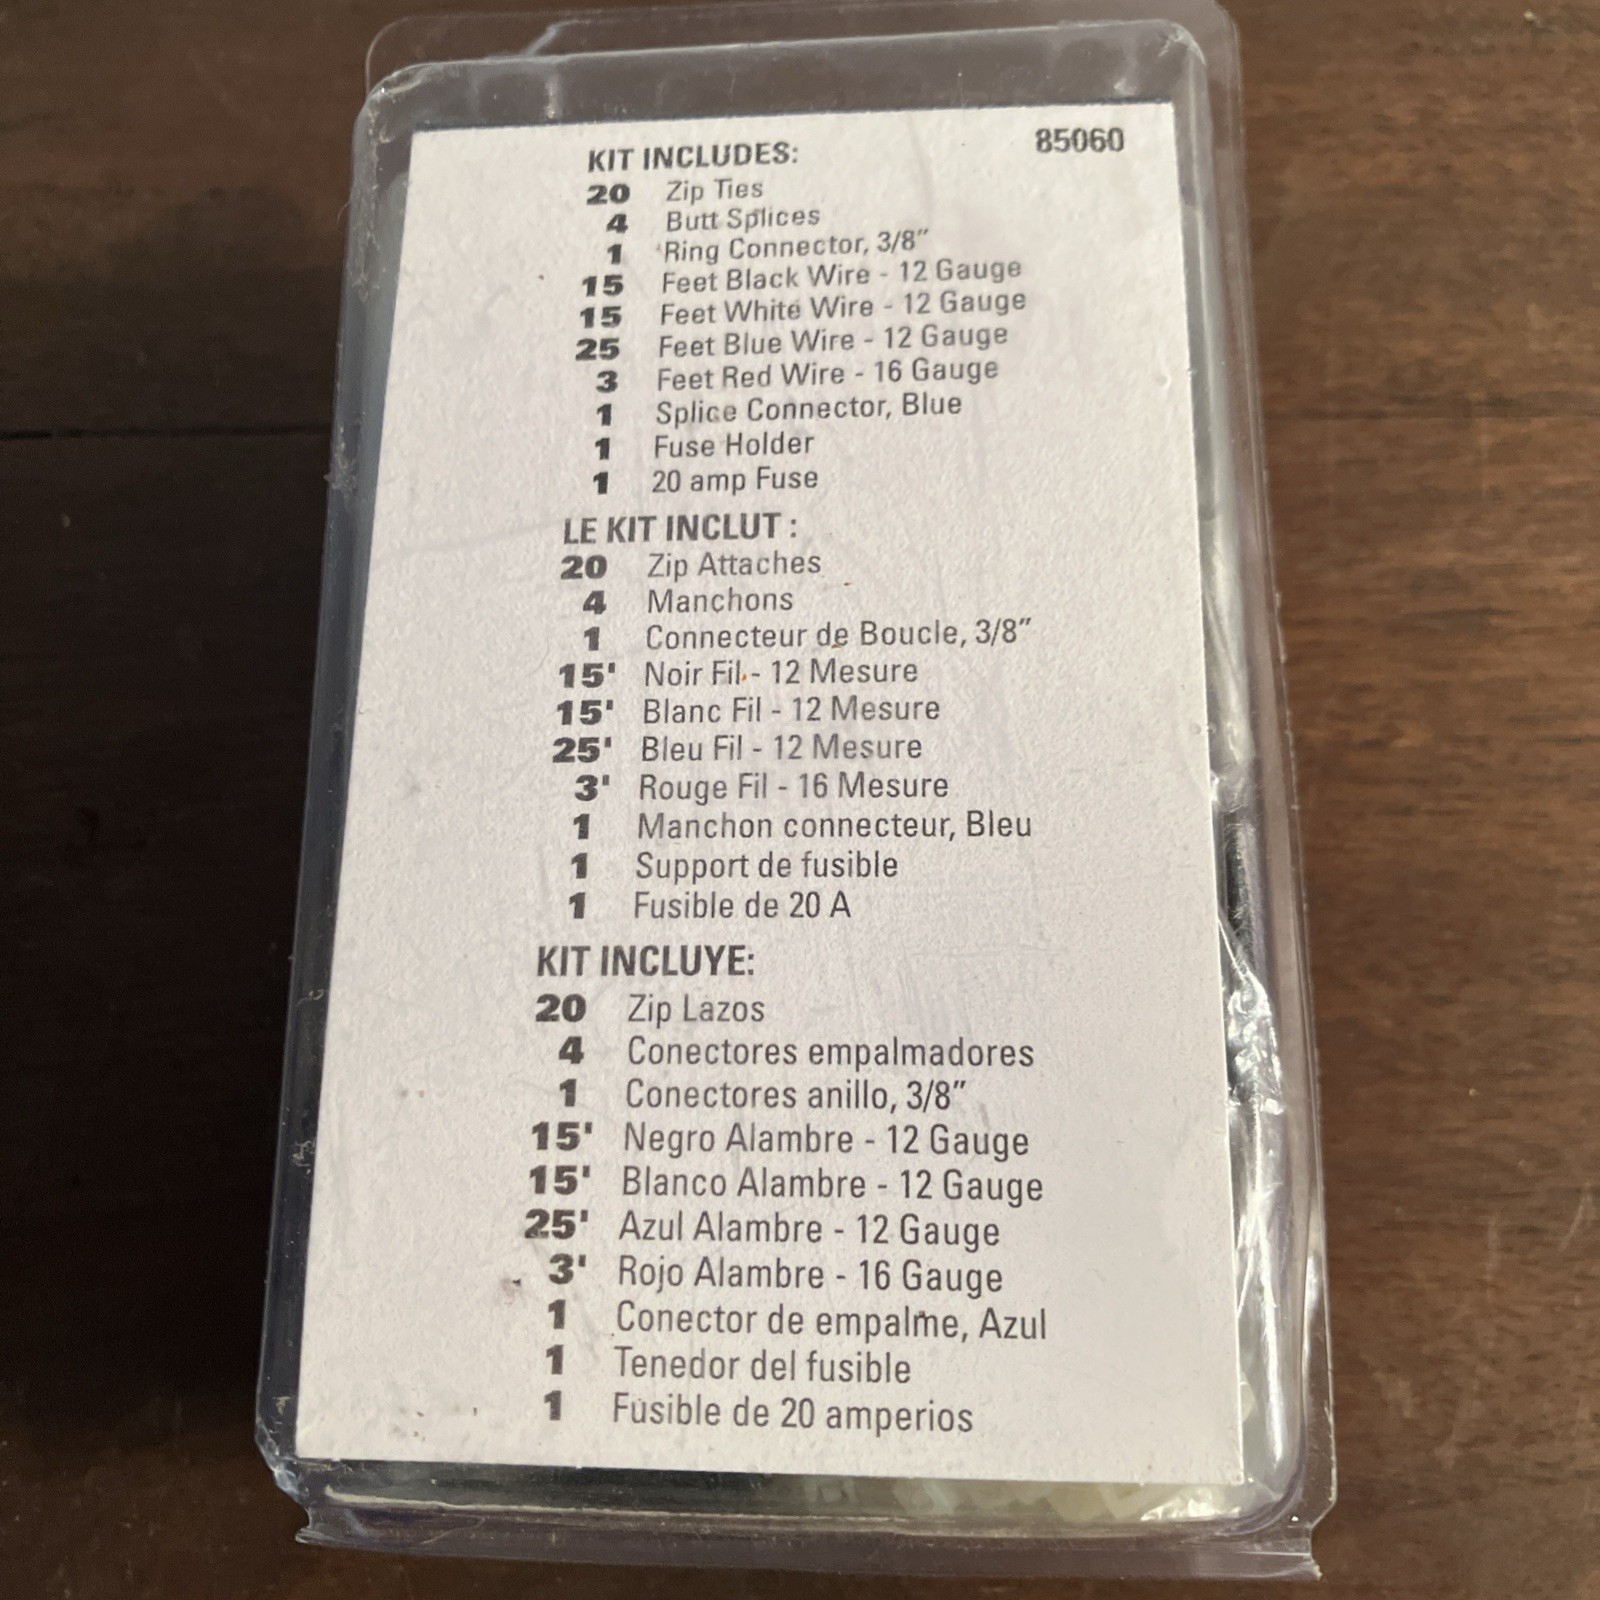 85060
KIT INCLUDES:
20 Zip Ties
4 Butt Splices
1 Ring Connector, 3/8"
15 Feet Black Wire - 12 Gauge
15 Feet White Wire - 12 Gauge
25 Feet Blue Wire - 12 Gauge
3 Feet Red Wire - 16 Gauge
1 Splice Connector, Blue
1 Fuse Holder
1 20 amp Fuse
LE KIT INCLUT :
20 Zip Attaches
4 Manchons
1 Connecteur de Boucle, 3/8"
15' Noir Fil - 12 Mesure
15' Blanc Fil - 12 Mesure
25' Bleu Fil - 12 Mesure
3' Rouge Fil - 16 Mesure
1 Manchon connecteur, Bleu
1 Support de fusible
1 Fusible de 20 A
KIT INCLUYE:
20 Zip Lazos
4 Conectores empalmadores
1 Conectores anillo, 3/8"
15' Negro Alambre - 12 Gauge
15' Blanco Alambre - 12 Gauge
25' Azul Alambre - 12 Gauge
3' Rojo Alambre - 16 Gauge
1 Conector de empalme, Azul
1 Tenedor del fusible
1 Fusible de 20 amperios